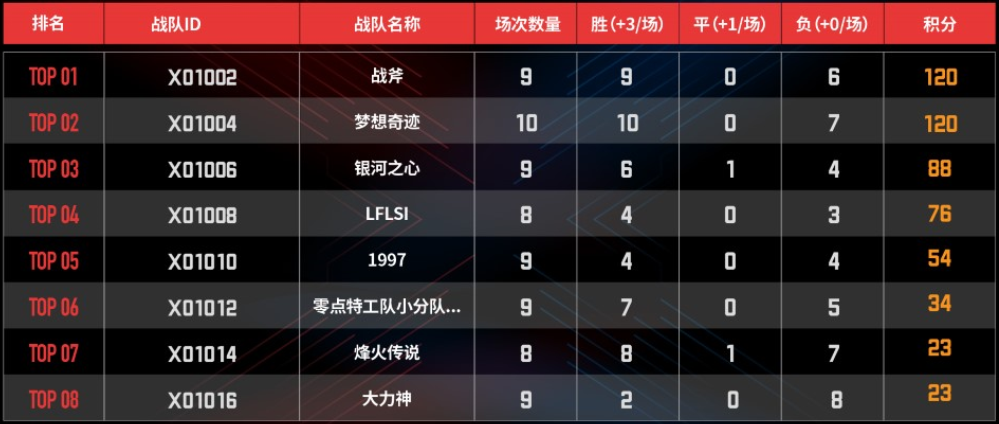 排名 战队ID 战队名称 场次数量 胜(+3/场) 平(+1/场) 负(+0/场) 积分
TOP 01 X01002 战斧 9 9 0 6 120
TOP 02 X01004 梦想奇迹 10 10 0 7 120
TOP 03 X01006 银河之心 9 6 1 4 88
TOP 04 X01008 LFLSI 8 4 0 3 76
TOP 05 X01010 1997 9 4 0 4 54
TOP 06 X01012 零点特工队小分队... 9 7 0 5 34
TOP 07 X01014 烽火传说 8 8 1 7 23
TOP 08 X01016 大力神 9 2 0 8 23